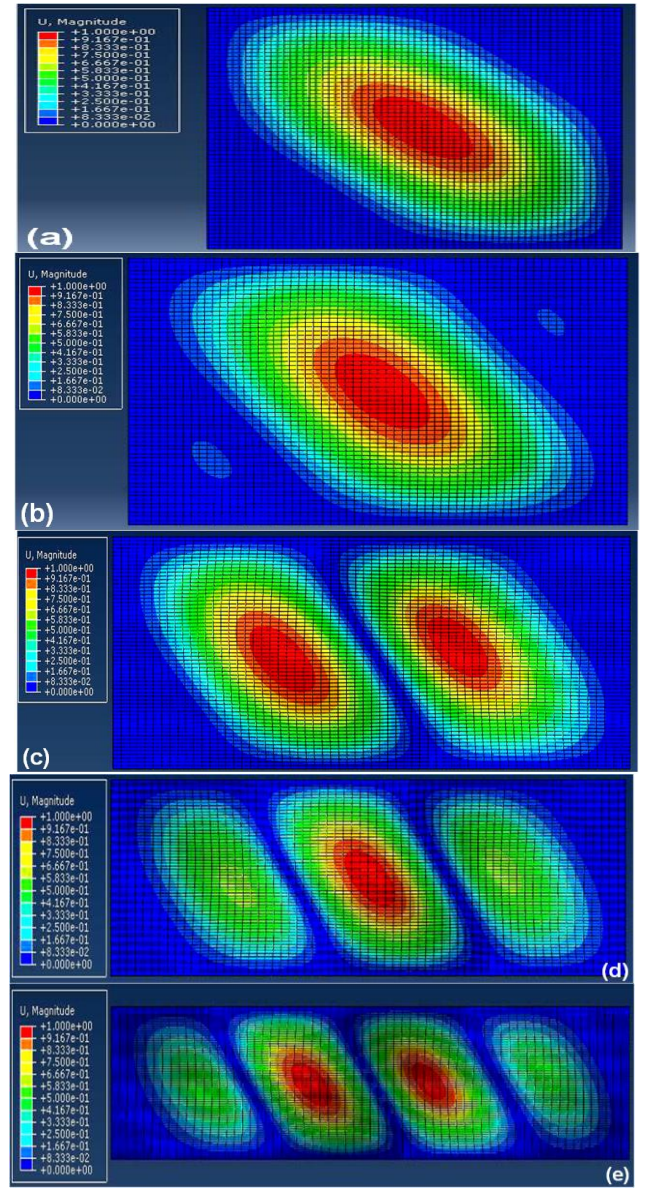 U, Magnitude
+1.000e+00
+9.167e-01
+8.333e-01
+7.500e-01
+6.667e-01
+5.833e-01
+5.000e-01
+4.167e-01
+3.333e-01
+2.500e-01
+1.667e-01
+8.333e-02
+0.000e+00
(a)
U, Magnitude
+1.000e+00
+9.167e-01
+8.333e-01
+7.500e-01
+6.667e-01
+5.833e-01
+5.000e-01
+4.167e-01
+3.333e-01
+2.500e-01
+1.667e-01
+8.333e-02
+0.000e+00
(b)
U, Magnitude
+1.000e+00
+9.167e-01
+8.333e-01
+7.500e-01
+6.667e-01
+5.833e-01
+5.000e-01
+4.167e-01
+3.333e-01
+2.500e-01
+1.667e-01
+8.333e-02
+0.000e+00
(c)
U, Magnitude
+1.000e+00
+9.167e-01
+8.333e-01
+7.500e-01
+6.667e-01
+5.833e-01
+5.000e-01
+4.167e-01
+3.333e-01
+2.500e-01
+1.667e-01
+8.333e-02
+0.000e+00
(d)
U, Magnitude
+1.000e+00
+9.167e-01
+8.333e-01
+7.500e-01
+6.667e-01
+5.833e-01
+5.000e-01
+4.167e-01
+3.333e-01
+2.500e-01
+1.667e-01
+8.333e-02
+0.000e+00
(e)